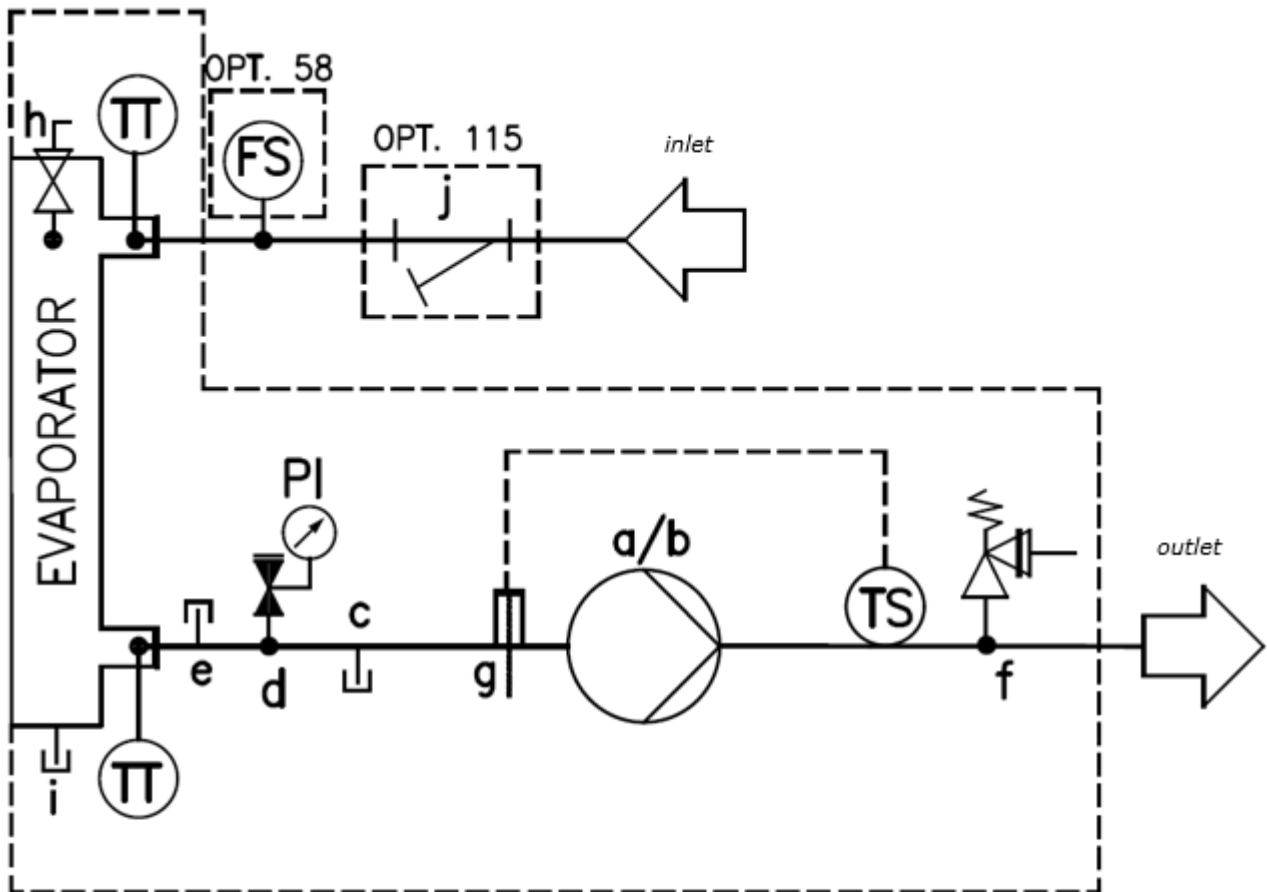 OPT. 58
TT
h
FS
OPT. 115
j
inlet
EVAPORATOR
PI
a/b
c
TS
outlet
e
d
g
f
i
TT